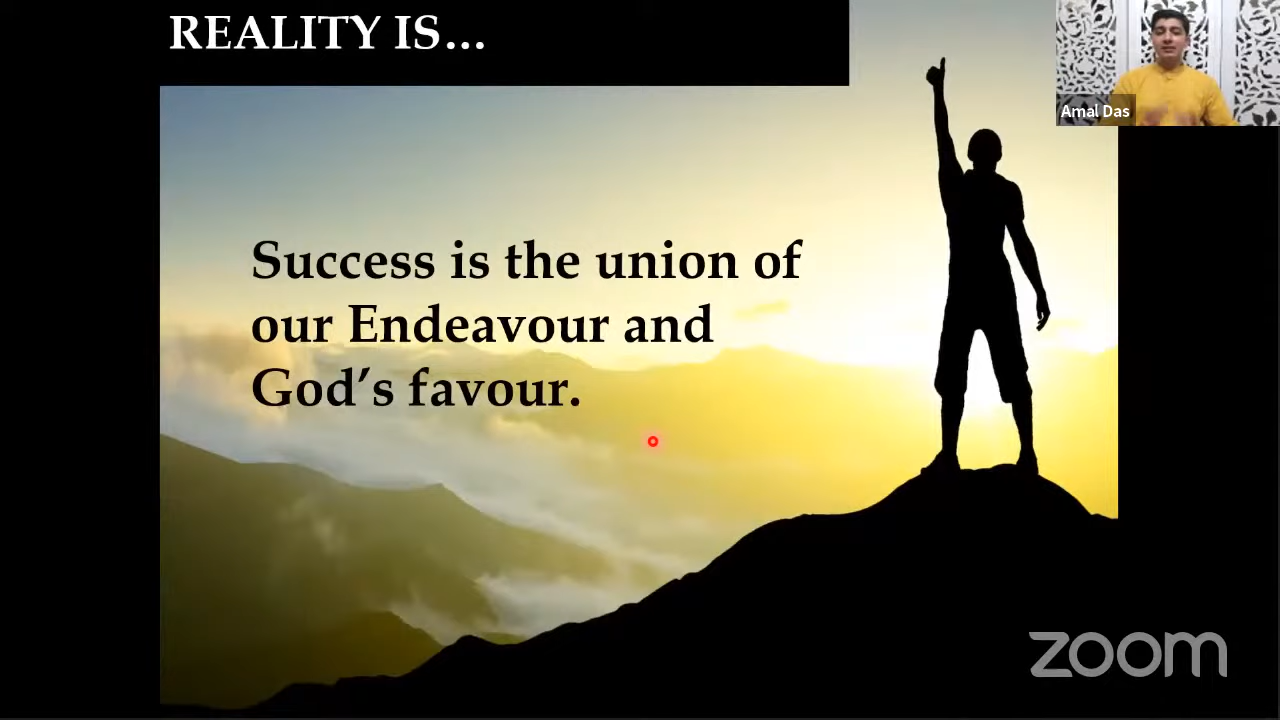 REALITY IS...
Amal Das
Success is the union of
our Endeavour and
God's favour.
zoom